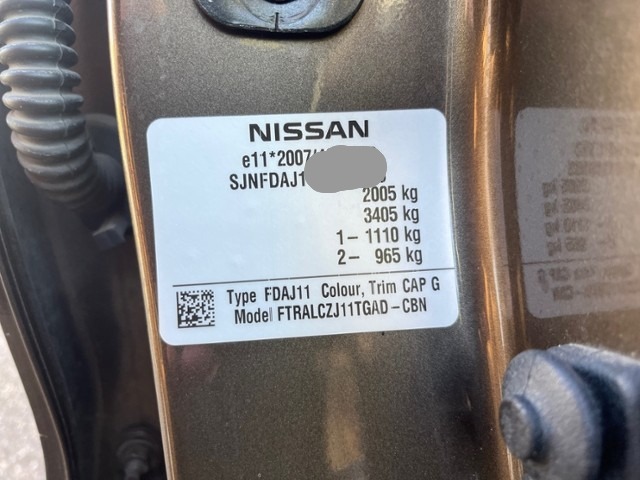 NISSAN
e11*2007/
SJNFDAJ1
2005 kg
3405 kg
1- 1110 kg
2- 965 kg
Type FDAJ11 Colour, Trim CAP G
Model FTRALCZJ11TGAD-CBN